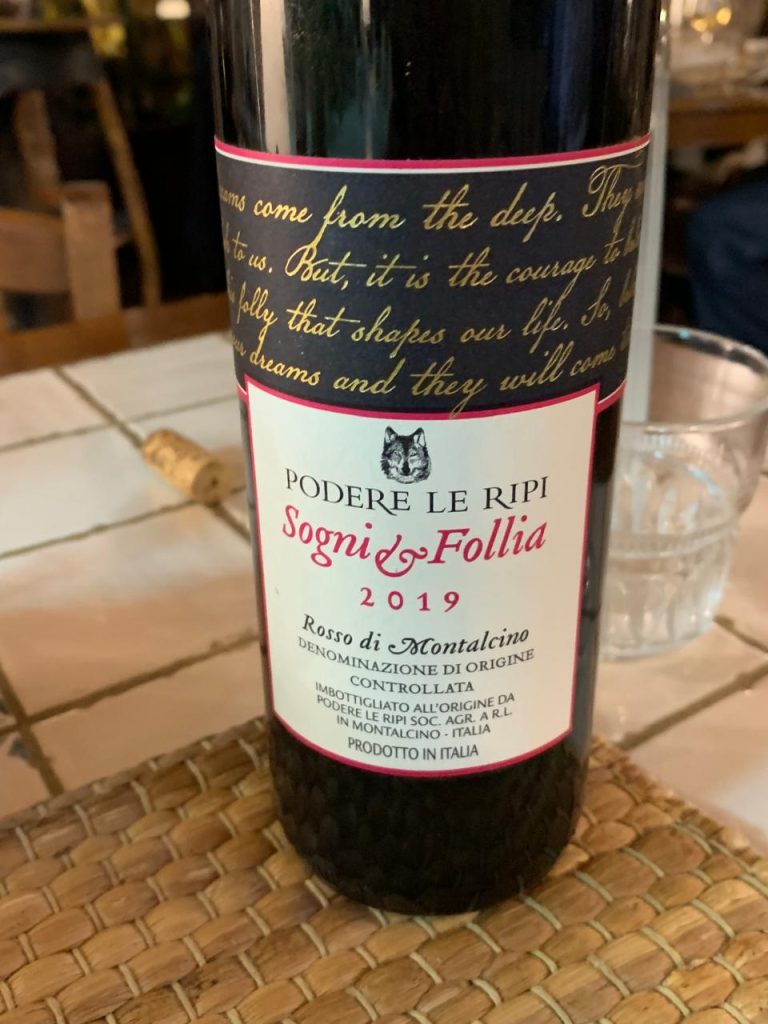 come from the deep. They
to us. But, it is the courage to
folly that shapes our life. So,
dreams and they will come
PODERE LE RIPI
Sogni & Follia
2019
Rosso di Montalcino
DENOMINAZIONE DI ORIGINE
CONTROLLATA
IMBOTTIGLIATO ALL'ORIGINE DA
PODERE LE RIPI SOC. AGR. A R.L.
IN MONTALCINO - ITALIA
PRODOTTO IN ITALIA